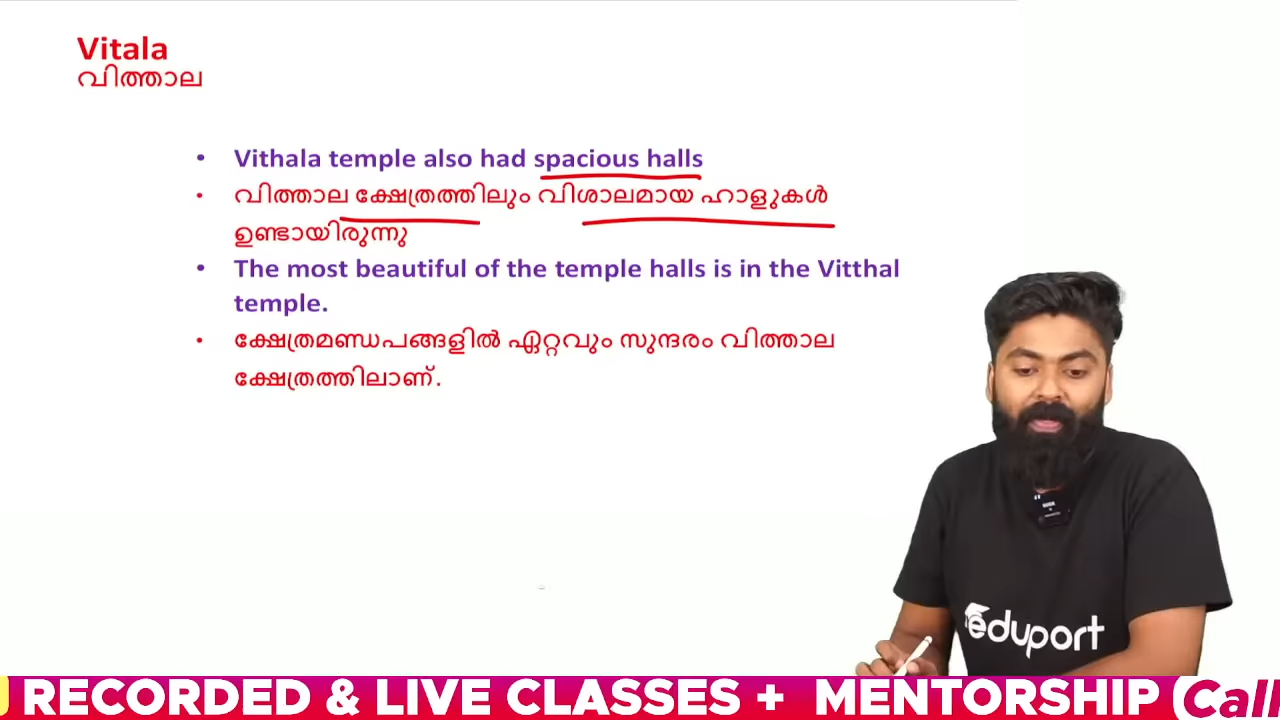 Vitala
വിത്താല
• Vithala temple also had spacious halls
• വിത്താല ക്ഷേത്രത്തിലും വിശാലമായ ഹാളുകൾ
ഉണ്ടായിരുന്നു
• The most beautiful of the temple halls is in the Vitthal
temple.
• ക്ഷേത്രമണ്ഡപങ്ങളിൽ ഏറ്റവും സുന്ദരം വിത്താല
ക്ഷേത്രത്തിലാണ്.
eduport
RECORDED & LIVE CLASSES + MENTORSHIP (Call